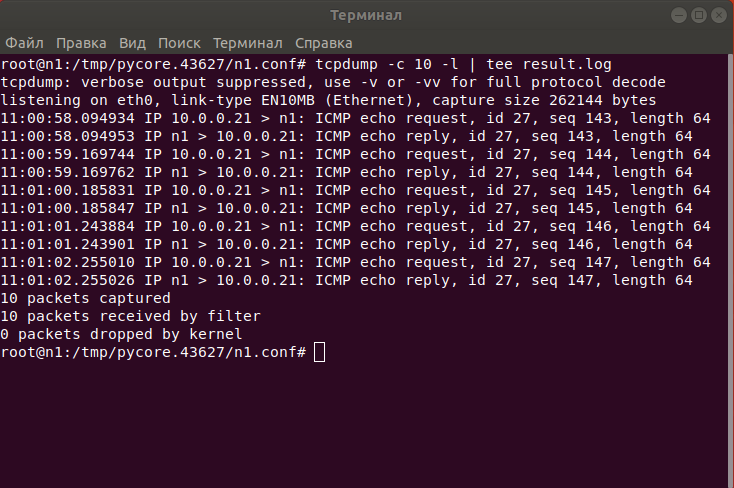 Терминал
Файл Правка Вид Поиск Терминал Справка
root@n1:/tmp/pycore.43627/n1.conf# tcpdump -c 10 -l | tee result.log
tcpdump: verbose output suppressed, use -v or -vv for full protocol decode
listening on eth0, link-type EN10MB (Ethernet), capture size 262144 bytes
11:00:58.094934 IP 10.0.0.21 > n1: ICMP echo request, id 27, seq 143, length 64
11:00:58.094953 IP n1 > 10.0.0.21: ICMP echo reply, id 27, seq 143, length 64
11:00:59.169744 IP 10.0.0.21 > n1: ICMP echo request, id 27, seq 144, length 64
11:00:59.169762 IP n1 > 10.0.0.21: ICMP echo reply, id 27, seq 144, length 64
11:01:00.185831 IP 10.0.0.21 > n1: ICMP echo request, id 27, seq 145, length 64
11:01:00.185847 IP n1 > 10.0.0.21: ICMP echo reply, id 27, seq 145, length 64
11:01:01.243884 IP 10.0.0.21 > n1: ICMP echo request, id 27, seq 146, length 64
11:01:01.243901 IP n1 > 10.0.0.21: ICMP echo reply, id 27, seq 146, length 64
11:01:02.255010 IP 10.0.0.21 > n1: ICMP echo request, id 27, seq 147, length 64
11:01:02.255026 IP n1 > 10.0.0.21: ICMP echo reply, id 27, seq 147, length 64
10 packets captured
10 packets received by filter
0 packets dropped by kernel
root@n1:/tmp/pycore.43627/n1.conf#